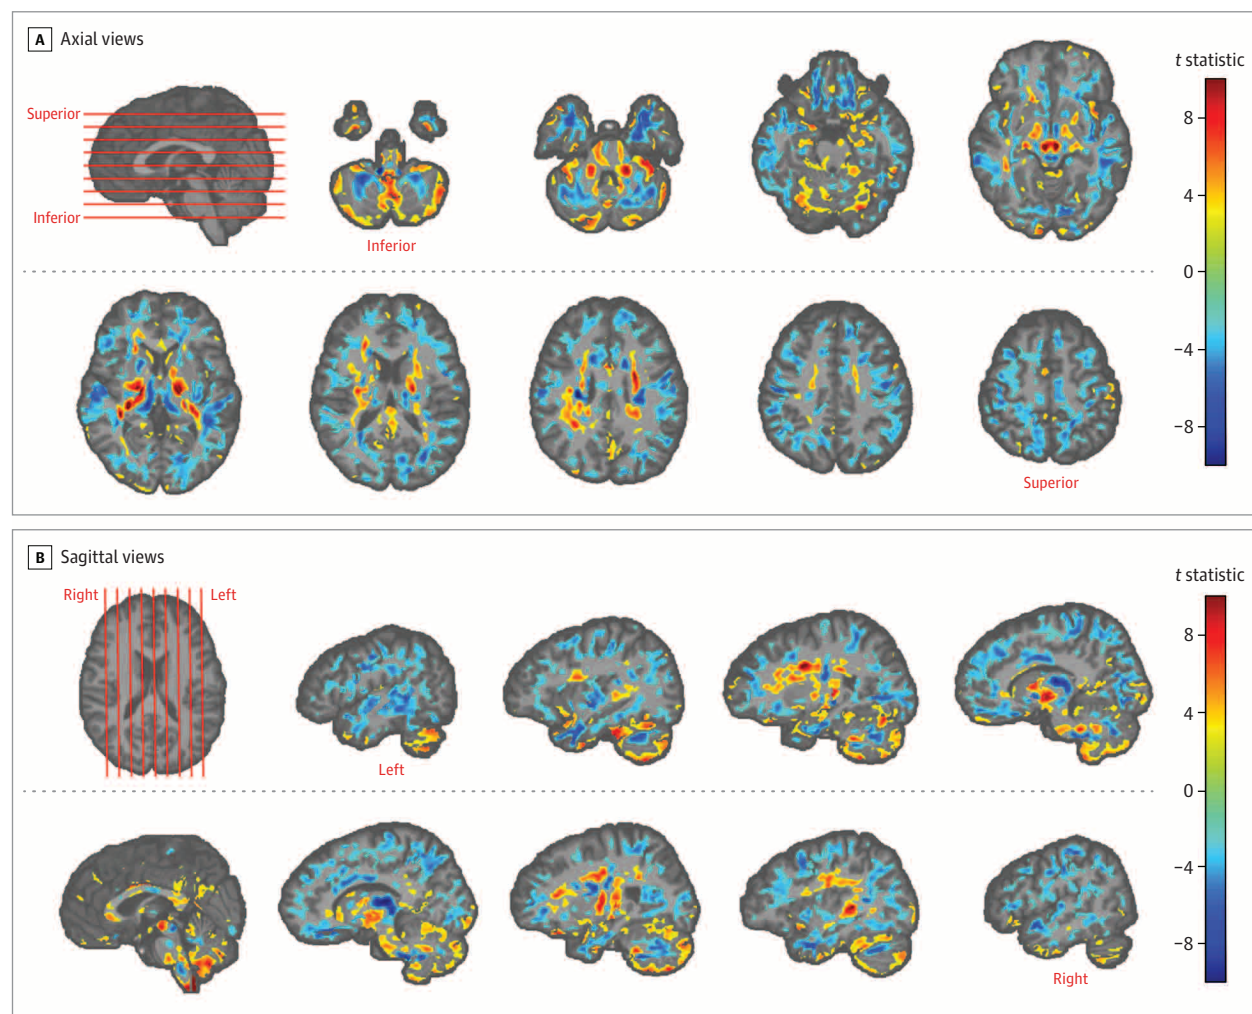 A Axial views
t statistic
Superior
Inferior
Inferior
8
4
0
−4
−8
Superior
B Sagittal views
t statistic
Right Left
Left
8
4
0
−4
−8
Right